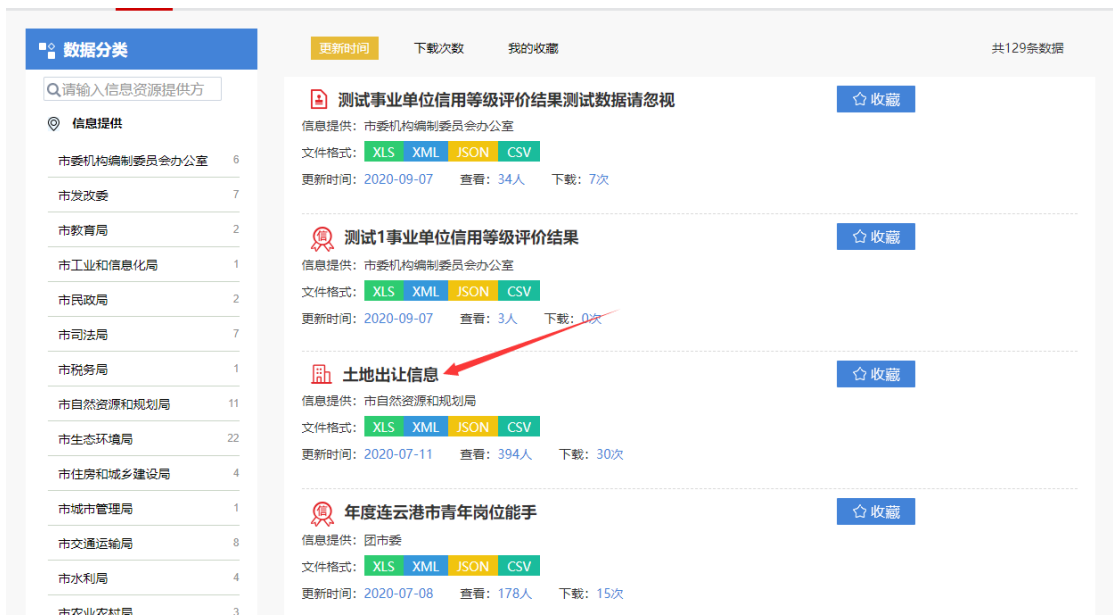 数据分类
请输入信息资源提供方
信息提供
市委机构编制委员会办公室 6
市发改委 7
市教育局 2
市工业和信息化局 1
市民政局 2
市司法局 7
市税务局 1
市自然资源和规划局 11
市生态环境局 22
市住房和城乡建设局 4
市城市管理局 1
市交通运输局 8
市水利局 4
市农业农村局 3
更新时间 下载次数 我的收藏 共129条数据
测试事业单位信用等级评价结果测试数据请忽视 收藏
信息提供：市委机构编制委员会办公室
文件格式： XLS XML JSON CSV
更新时间：2020-09-07 查看：34人 下载：7次
信 测试1事业单位信用等级评价结果 收藏
信息提供：市委机构编制委员会办公室
文件格式： XLS XML JSON CSV
更新时间：2020-09-07 查看：3人 下载：0次
土地出让信息 收藏
信息提供：市自然资源和规划局
文件格式： XLS XML JSON CSV
更新时间：2020-07-11 查看：394人 下载：30次
信 年度连云港市青年岗位能手 收藏
信息提供：团市委
文件格式： XLS XML JSON CSV
更新时间：2020-07-08 查看：178人 下载：15次